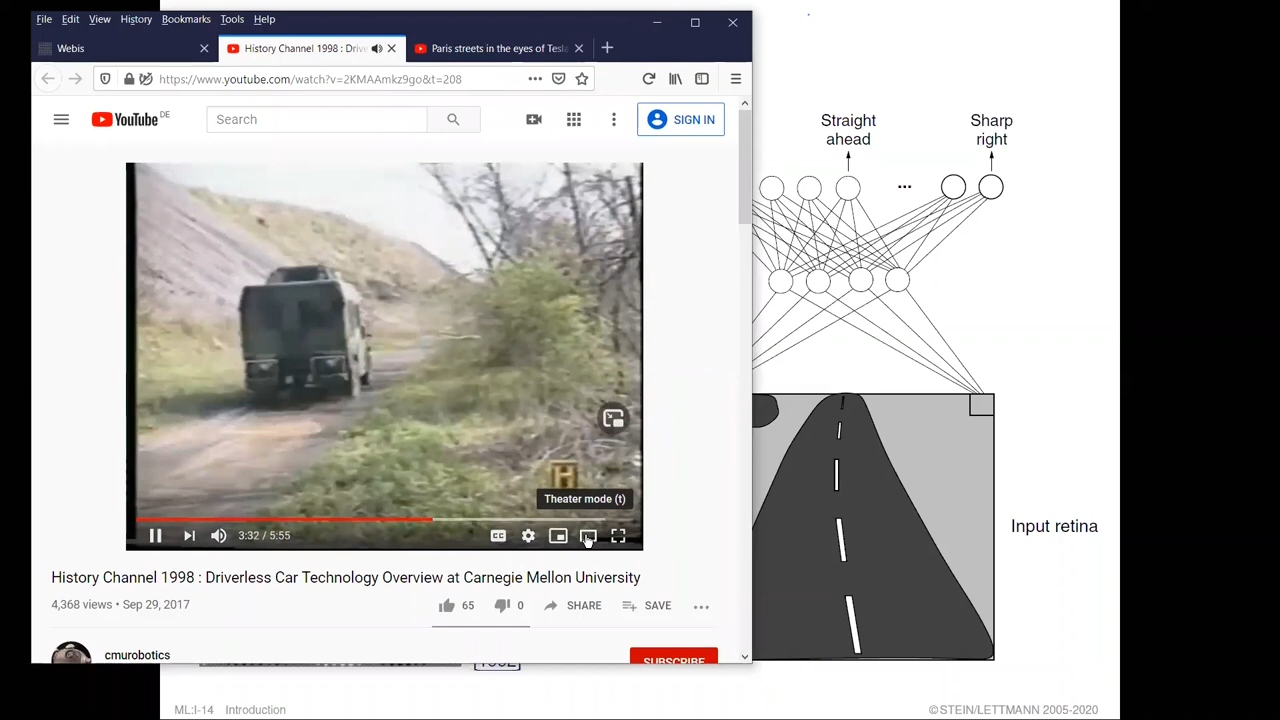 File Edit View History Bookmarks Tools Help
Webis
History Channel 1998 : Drive
Paris streets in the eyes of Tesla
https://www.youtube.com/watch?v=2KMAAmkz9go&t=208
YouTube DE
Search
SIGN IN
H
Theater mode (t)
3:32 / 5:55
CC
History Channel 1998 : Driverless Car Technology Overview at Carnegie Mellon University
4,368 views • Sep 29, 2017
65
0
SHARE
SAVE
cmurobotics
SUBSCRIBE
Straight
ahead
Sharp
right
...
Input retina
1992
ML:I-14 Introduction
© STEIN/LETTMANN 2005-2020